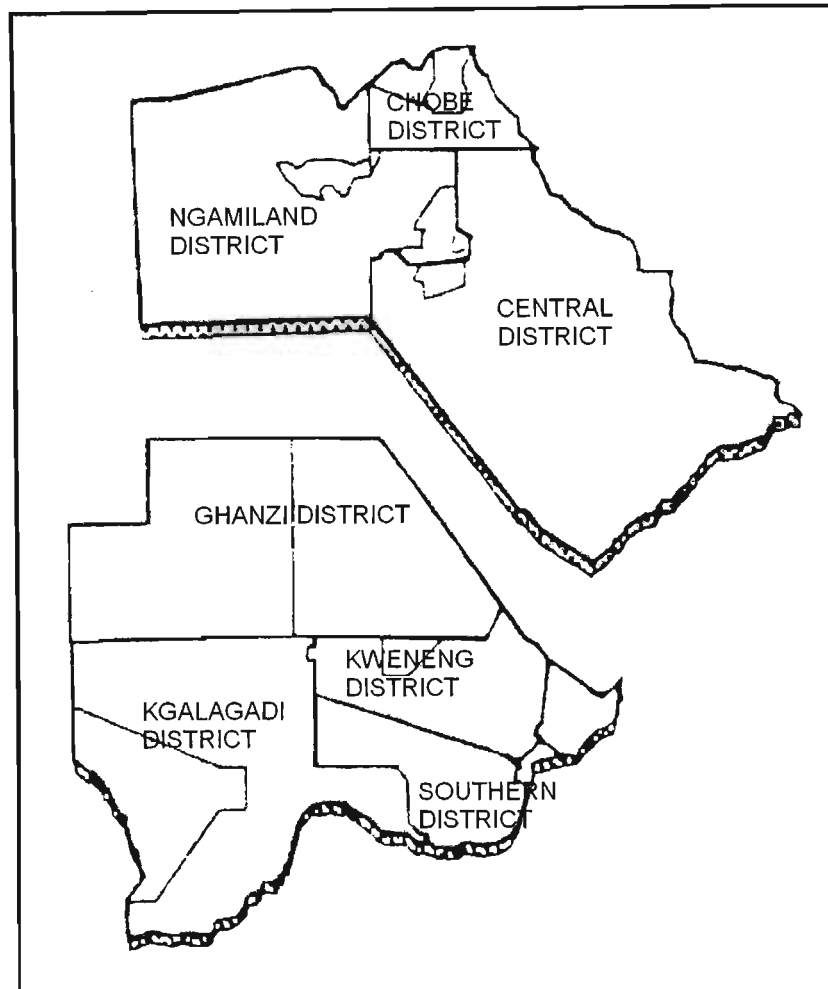 CHOBE
DISTRICT
NGAMILAND
DISTRICT
CENTRAL
DISTRICT
GHANZI DISTRICT
KWENENG
DISTRICT
KGALAGADI
DISTRICT
SOUTHERN
DISTRICT